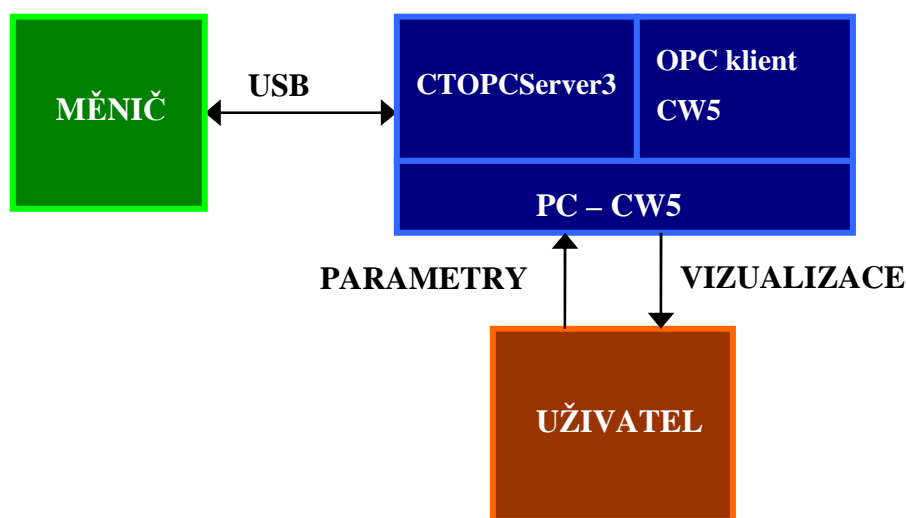 MĚNIČ
USB
CTOPCServer3
OPC klient
CW5
PC – CW5
PARAMETRY
VIZUALIZACE
UŽIVATEL